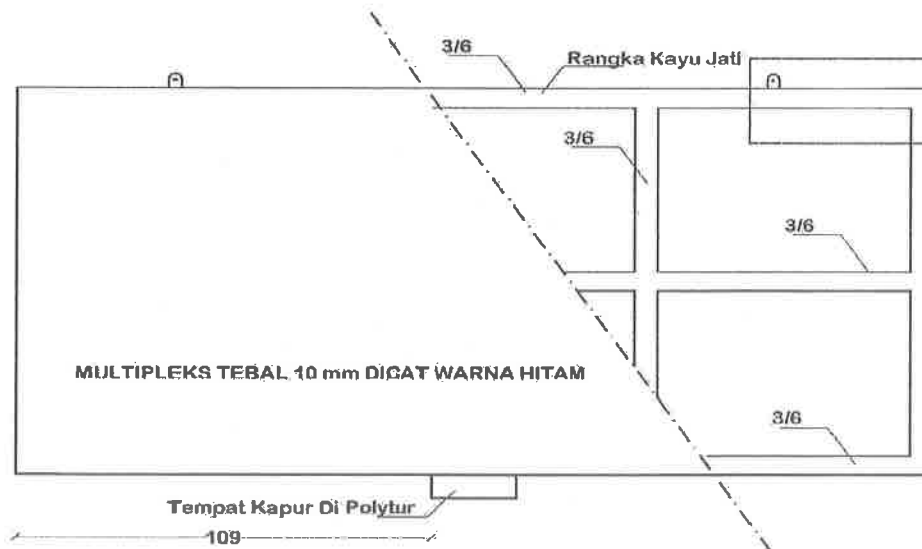 3/6
Rangka Kayu Jati
3/6
3/6
MULTIPLEKS TEBAL 10 mm DICAT WARNA HITAM
3/6
Tempat Kapur Di Polytur
109